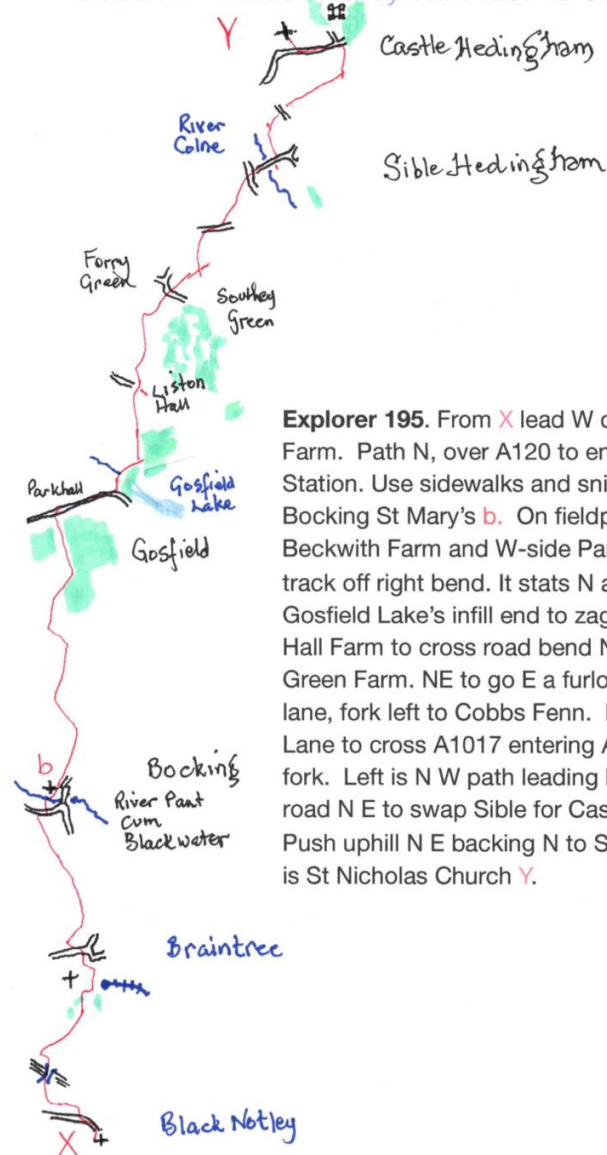 Y
Castle Hedingham
River
Colne
Sible Hedingham
Forry
Green
Southey
Green
Liston
Hall
Parkhall
Gosfield
Lake
Gosfield
Explorer 195. From X lead W
Farm. Path N, over A120 to en
Station. Use sidewalks and sni
Bocking St Mary's b. On fieldp
Beckwith Farm and W-side Pa
track off right bend. It stats N a
Gosfield Lake's infill end to zag
Hall Farm to cross road bend N
Green Farm. NE to go E a furlo
lane, fork left to Cobbs Fenn.
Lane to cross A1017 entering A
fork. Left is N W path leading
road N E to swap Sible for Cas
Push uphill N E backing N to S
is St Nicholas Church Y.
b
Bocking
River Pant
cum
Blackwater
Braintree
Black Notley
X